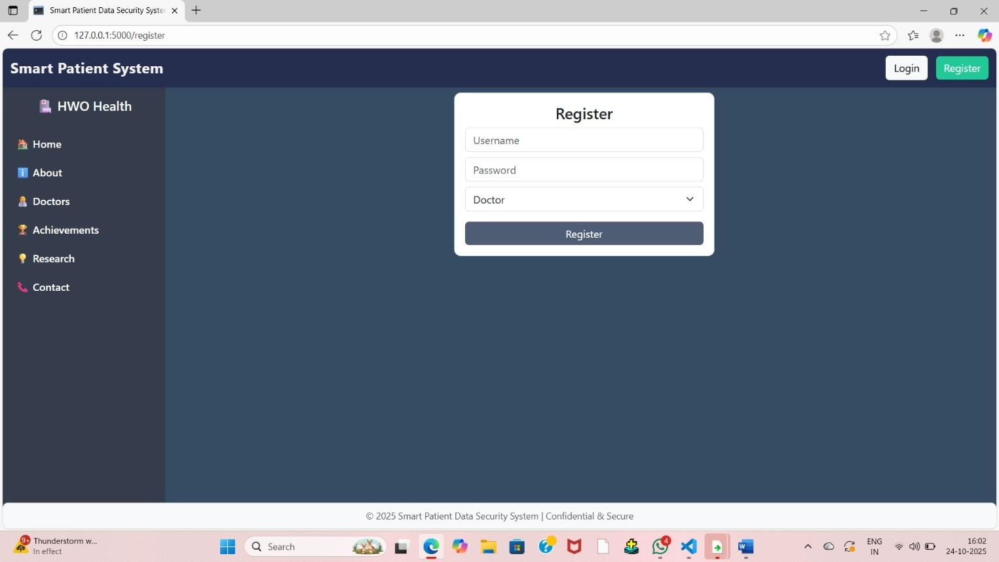 Smart Patient Data Security Syste
127.0.0.1:5000/register
Smart Patient System
Login
Register
HWO Health
Home
About
Doctors
Achievements
Research
Contact
Register
Username
Password
Doctor
Register
© 2025 Smart Patient Data Security System | Confidential & Secure
9+
Thunderstorm w...
In effect
Search
4
ENG
IN
16:02
24-10-2025